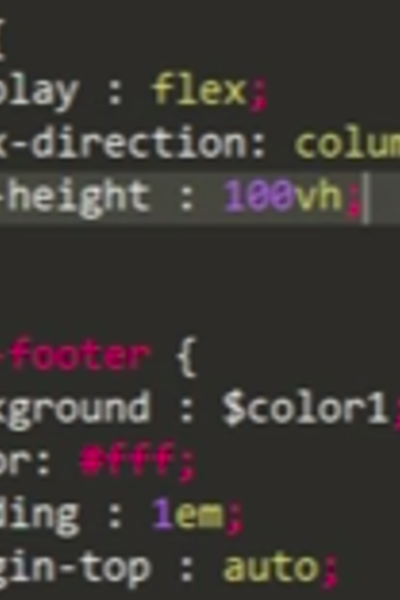 {
play : flex;
x-direction: colum
-height : 100vh;
-footer {
kground : $color1;
or: #fff;
ding : 1em;
gin-top : auto;